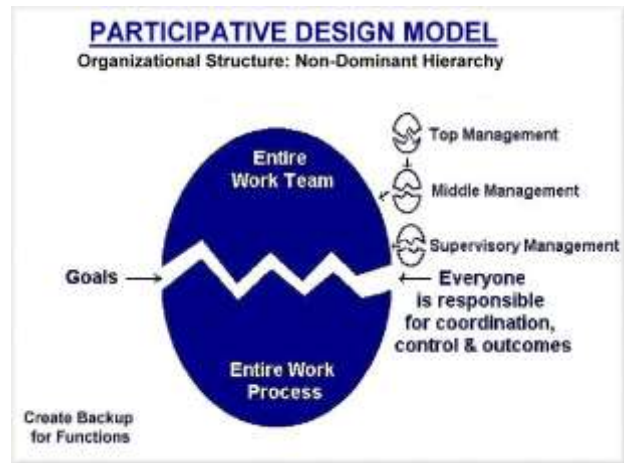 PARTICIPATIVE DESIGN MODEL
Organizational Structure: Non-Dominant Hierarchy
Entire
Work Team
Top Management
Middle Management
Supervisory Management
Goals
Everyone
is responsible
for coordination,
control & outcomes
Entire Work
Process
Create Backup
for Functions